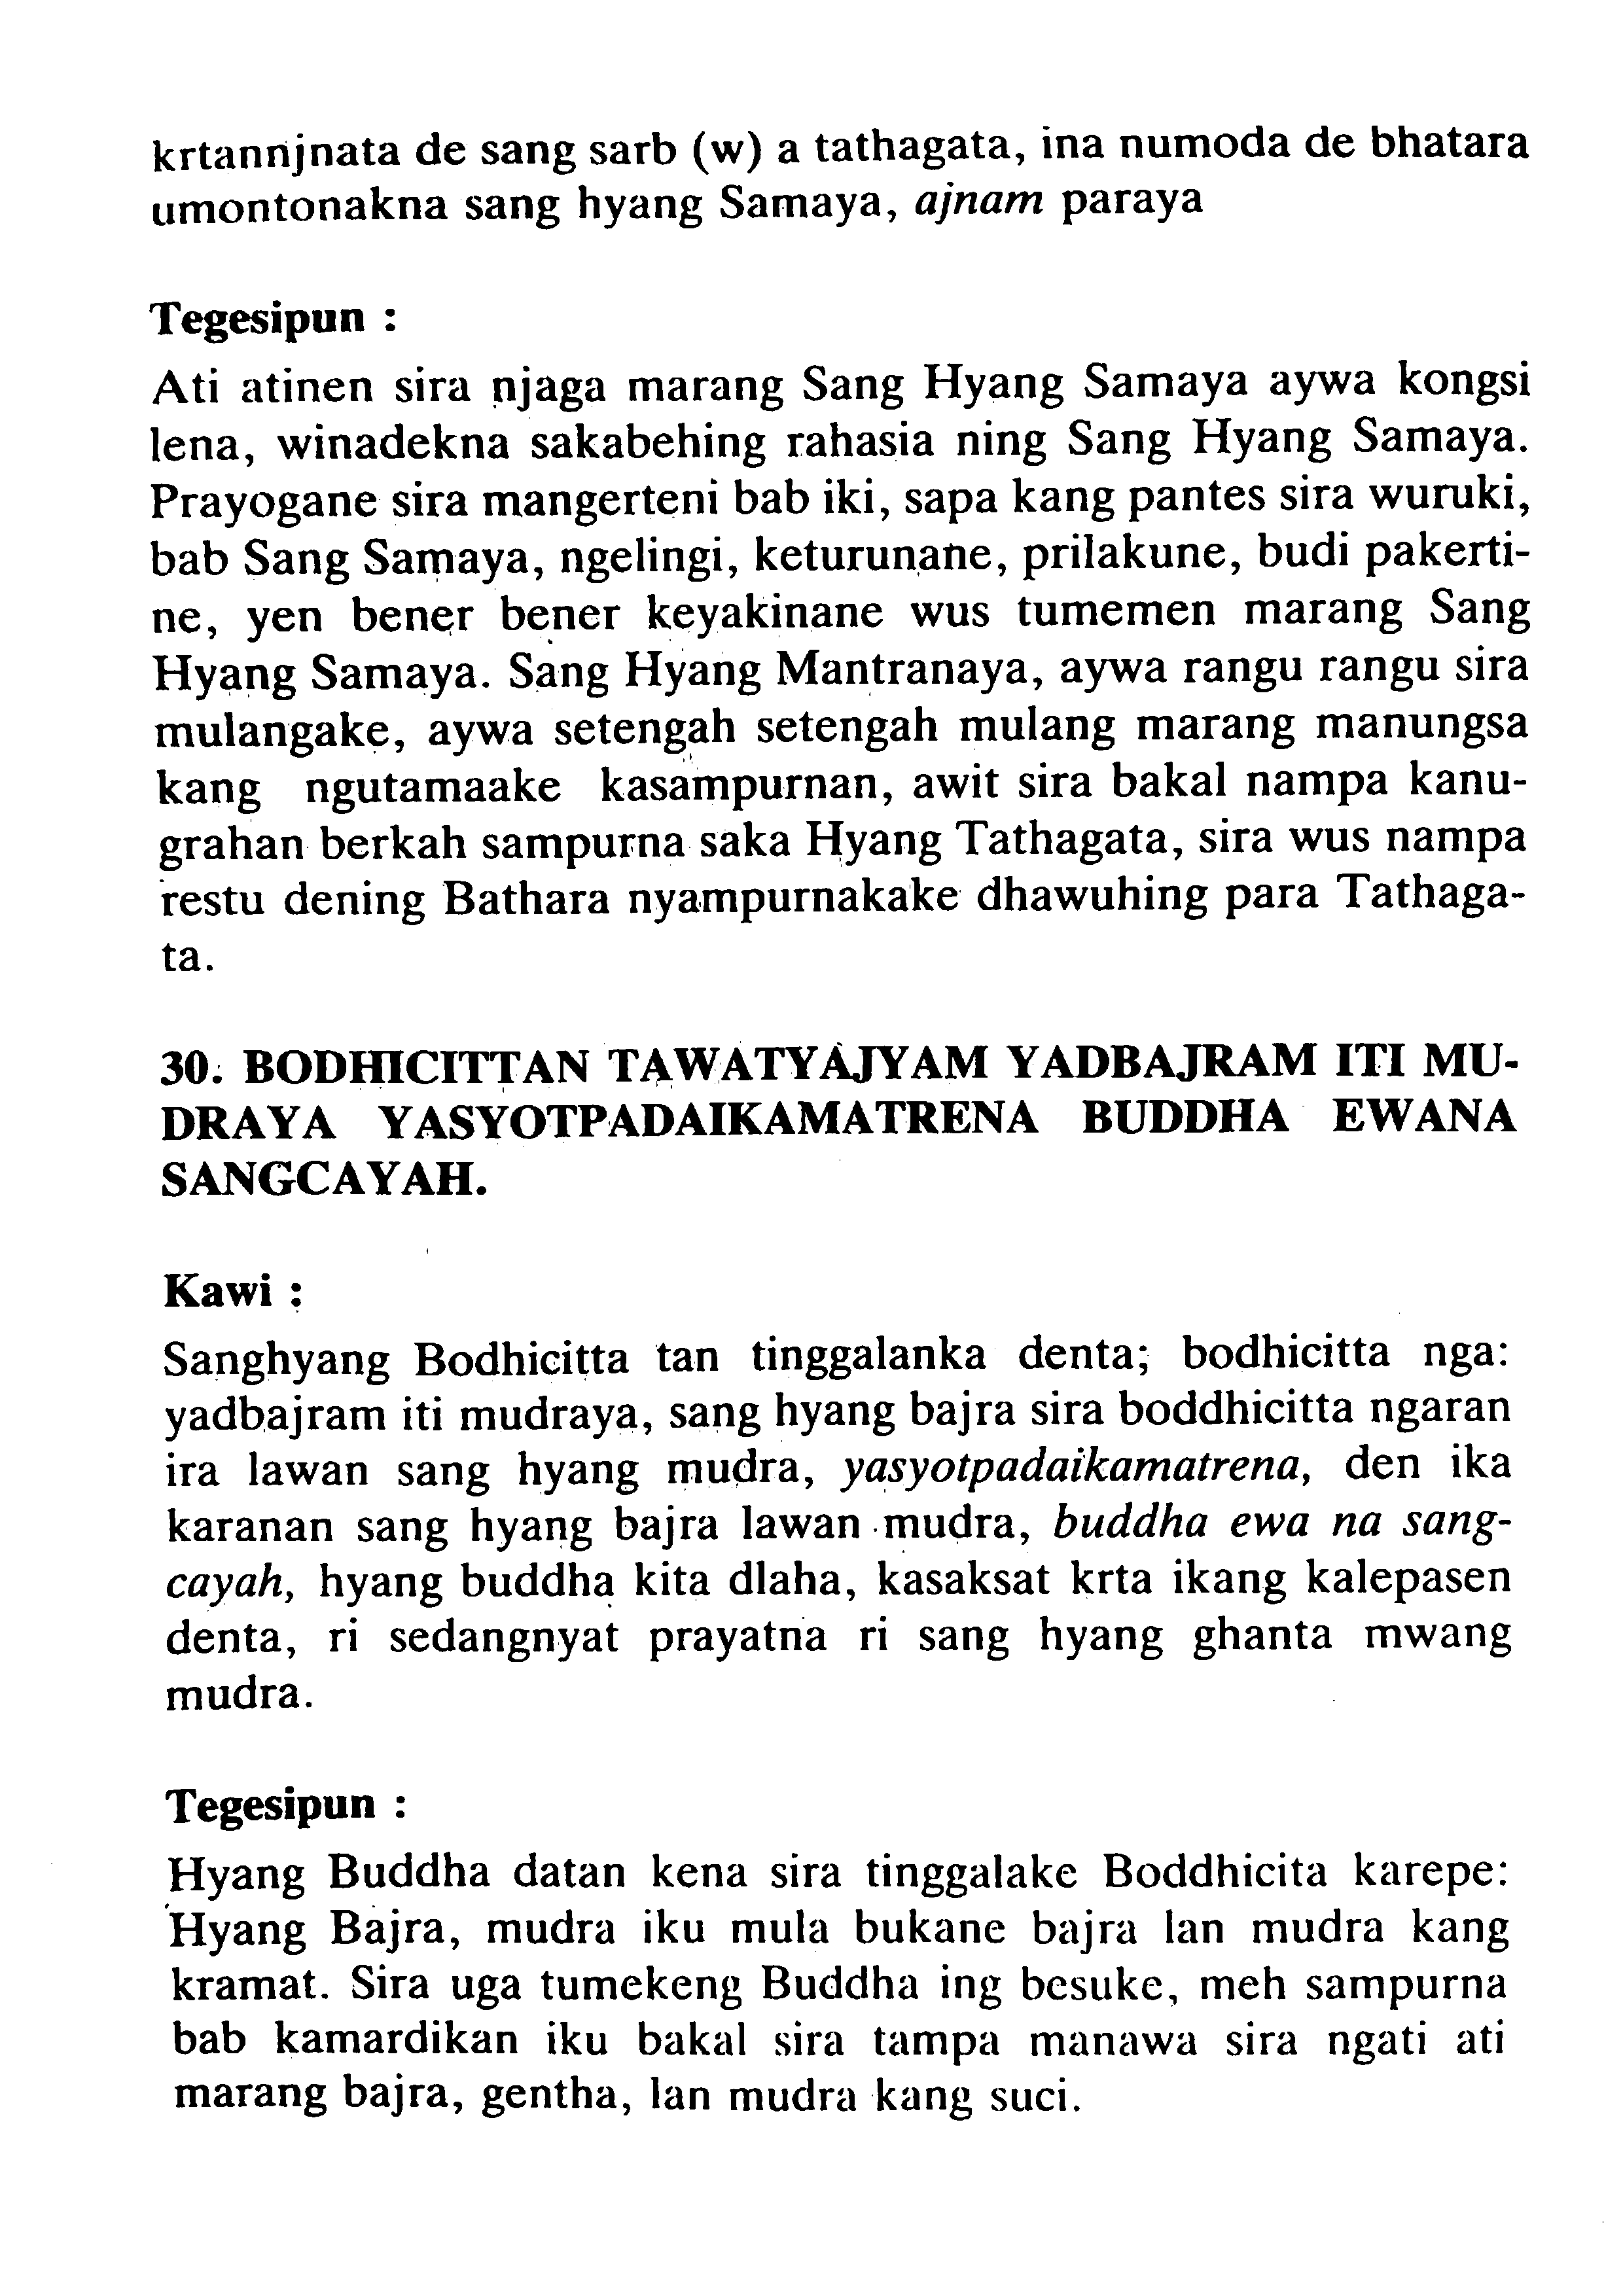 krtannjnata de sang sarb (w) a tathagata, ina numoda de bhatara
umontonakna sang hyang Samaya, ajnam paraya
Tegesipun :
Ati atinen sira njaga marang Sang Hyang Samaya aywa kongsi
lena, winadekna sakabehing rahasia ning Sang Hyang Samaya.
Prayogane sira mangerteni bab iki, sapa kang pantes sira wuruki,
bab Sang Samaya, ngelingi, keturunane, prilakune, budi pakerti-
ne, yen bener bener keyakinane wus tumemen marang Sang
Hyang Samaya. Sang Hyang Mantranaya, aywa rangu rangu sira
mulangake, aywa setengah setengah mulang marang manungsa
kang ngutamaake kasampurnan, awit sira bakal nampa kanu-
grahan berkah sampurna saka Hyang Tathagata, sira wus nampa
restu dening Bathara nyampurnakake dhawuhing para Tathaga-
ta.
30. BODHICITTAN TAWATYAJYAM YADBAJRAM ITI MU-
DRAYA YASYOTPADAIKAMATRENA BUDDHA EWANA
SANGCAYAH.
Kawi :
Sanghyang Bodhicitta tan tinggalanka denta; bodhicitta nga:
yadbajram iti mudraya, sang hyang bajra sira boddhicitta ngaran
ira lawan sang hyang mudra, yasyotpadaikamatrena, den ika
karanan sang hyang bajra lawan mudra, buddha ewa na sang-
cayah, hyang buddha kita dlaha, kasaksat krta ikang kalepasen
denta, ri sedangnyat prayatna ri sang hyang ghanta mwang
mudra.
Tegesipun :
Hyang Buddha datan kena sira tinggalake Boddhicita karepe:
Hyang Bajra, mudra iku mula bukane bajra lan mudra kang
kramat. Sira uga tumekeng Buddha ing besuke, meh sampurna
bab kamardikan iku bakal sira tampa manawa sira ngati ati
marang bajra, gentha, lan mudra kang suci.